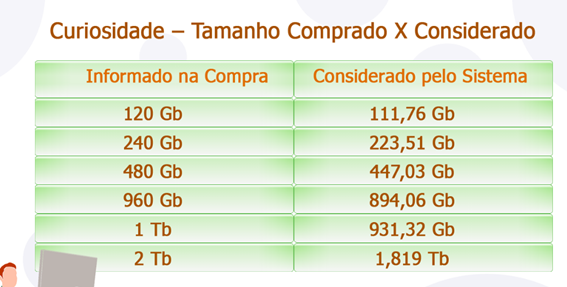 Curiosidade – Tamanho Comprado X Considerado
Informado na Compra Considerado pelo Sistema
120 Gb 111,76 Gb
240 Gb 223,51 Gb
480 Gb 447,03 Gb
960 Gb 894,06 Gb
1 Tb 931,32 Gb
2 Tb 1,819 Tb